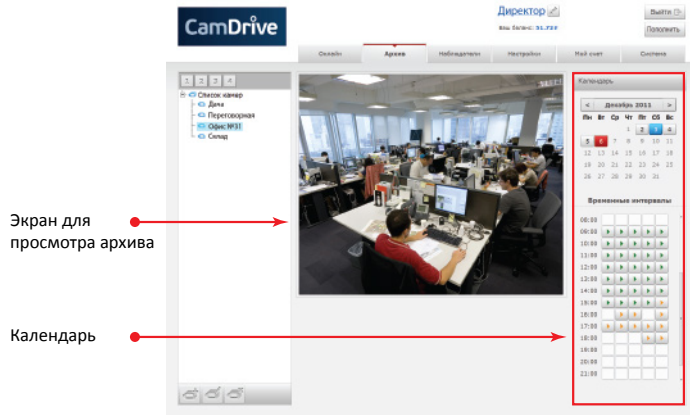 CamDrive
Директор
Ваш баланс: 51.72У
Выйти
Пополнить
Онлайн
Архив
Наблюдатели
Настройки
Мой счет
Система
1 2 3 4
Список камер
Дача
Переговорная
Офис №31
Склад
Календарь
< Декабрь 2011 >
Пн Вт Ср Чт Пт Сб Вс
1 2 3 4
5 6 7 8 9 10 11
12 13 14 15 16 17 18
19 20 21 22 23 24 25
26 27 28 29 30 31
Временные интервалы
08:00
09:00
10:00
11:00
12:00
13:00
14:00
15:00
16:00
17:00
18:00
19:00
20:00
21:00
Экран для
просмотра архива
Календарь